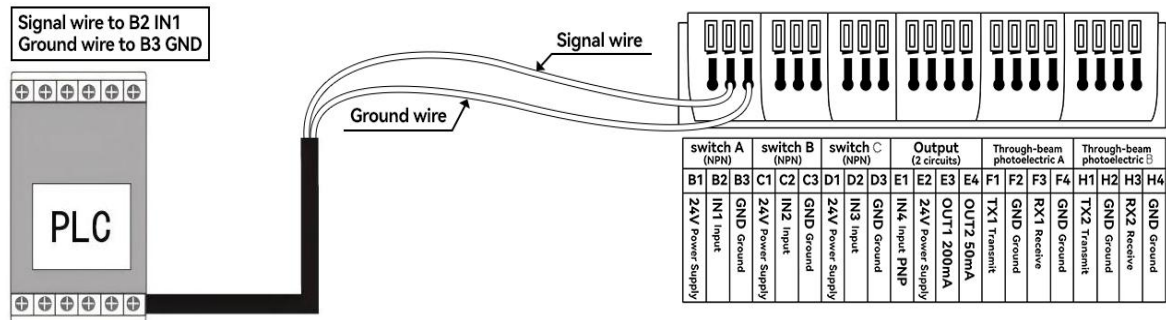 Signal wire to B2 IN1
Ground wire to B3 GND
Signal wire
Ground wire
PLC
switch A
(NPN)
switch B
(NPN)
switch C
(NPN)
Output
(2 circuits)
Through-beam
photoelectric A
Through-beam
photoelectric B
B1 B2 B3 C1 C2 C3 D1 D2 D3 E1 E2 E3 E4 F1 F2 F3 F4 H1 H2 H3 H4
24V Power Supply
IN1 Input
GND Ground
24V Power Supply
IN2 Input
GND Ground
24V Power Supply
IN3 Input
GND Ground
IN4 Input PNP
24V Power Supply
OUT1 200mA
OUT2 50mA
TX1 Transmit
GND Ground
RX1 Receive
GND Ground
TX2 Transmit
GND Ground
RX2 Receive
GND Ground